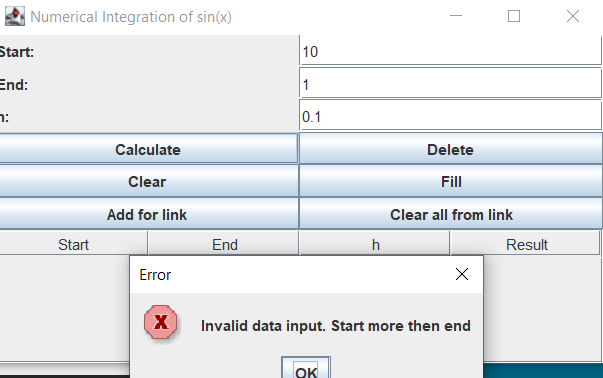 Numerical Integration of sin(x)
Start: 10
End: 1
h: 0.1
Calculate Delete
Clear Fill
Add for link Clear all from link
Start End h Result
Error
Invalid data input. Start more then end
OK